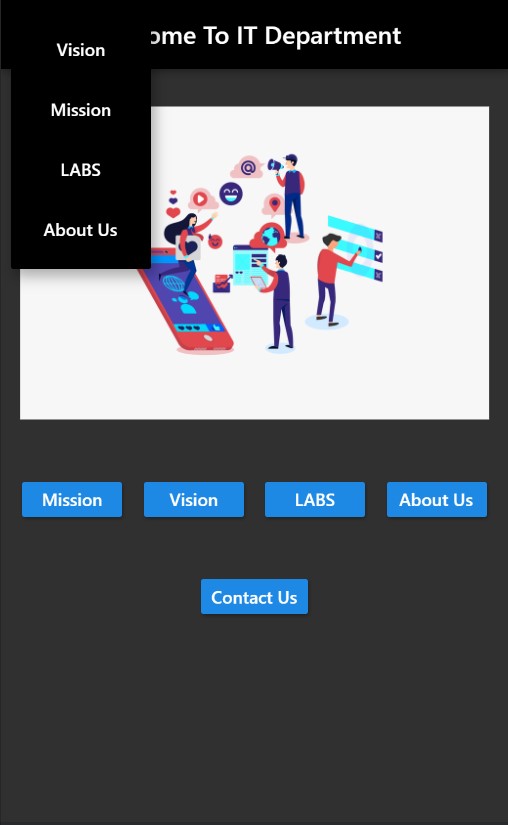 ome To IT Department
Vision
Mission
LABS
About Us
Mission Vision LABS About Us
Contact Us